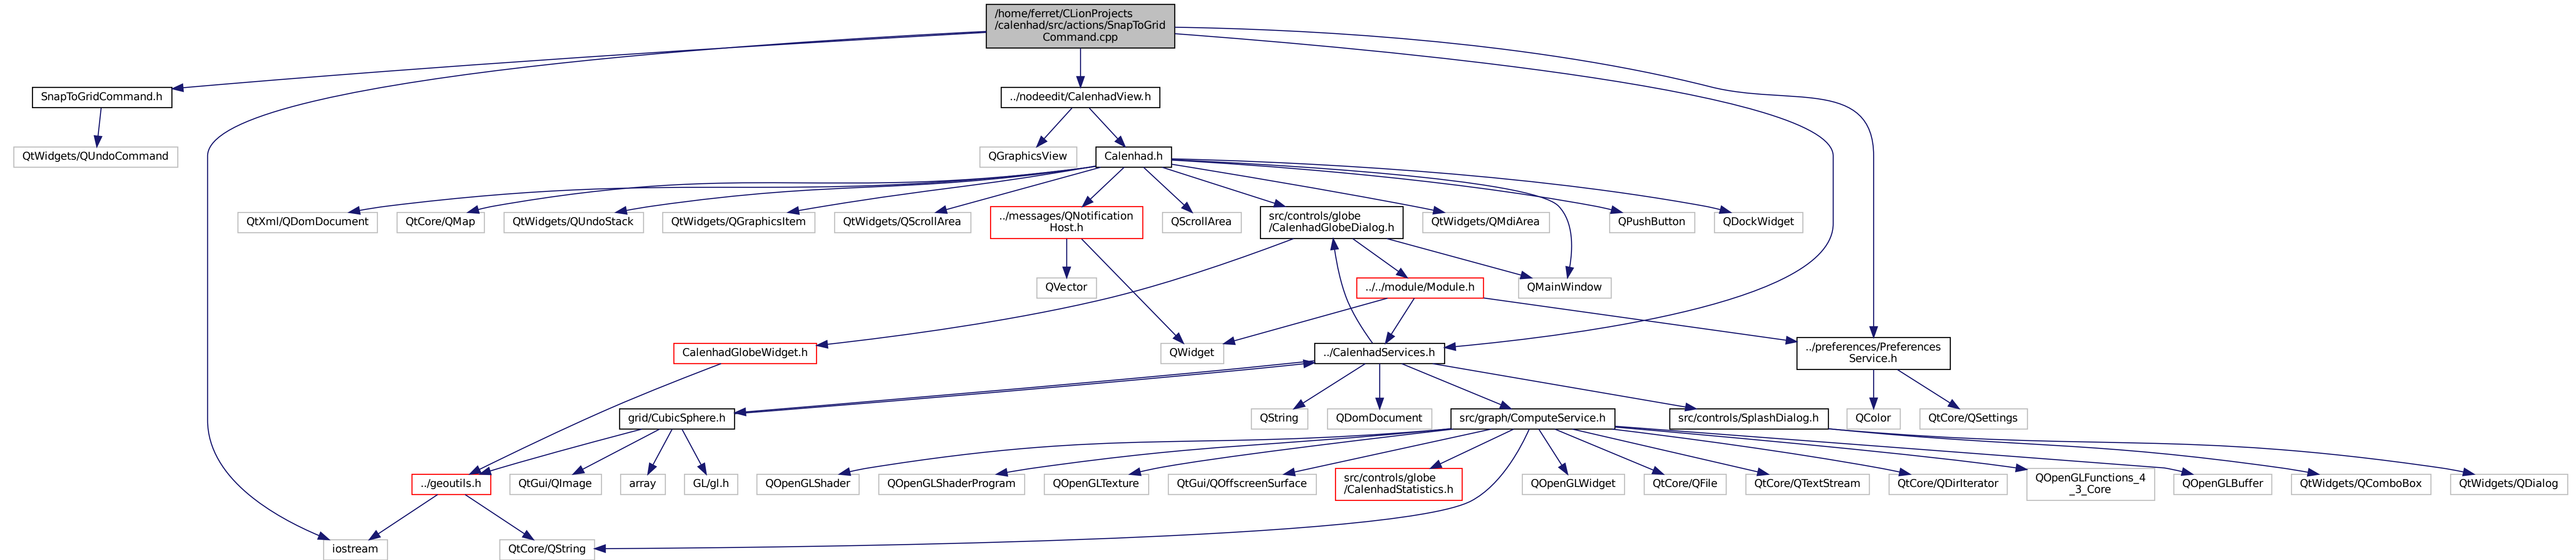 /home/ferret/CLionProjects
/calenhad/src/actions/SnapToGrid
Command.cpp
SnapToGridCommand.h
../nodeedit/CalenhadView.h
QtWidgets/QUndoCommand
QGraphicsView
Calenhad.h
QtXml/QDomDocument
QtCore/QMap
QtWidgets/QUndoStack
QtWidgets/QGraphicsItem
QtWidgets/QScrollArea
../messages/QNotification
Host.h
QScrollArea
src/controls/globe
/CalenhadGlobeDialog.h
QtWidgets/QMdiArea
QPushButton
QDockWidget
QVector
../../module/Module.h
QMainWindow
CalenhadGlobeWidget.h
QWidget
../CalenhadServices.h
../preferences/Preferences
Service.h
grid/CubicSphere.h
QString
QDomDocument
src/graph/ComputeService.h
src/controls/SplashDialog.h
QColor
QtCore/QSettings
../geoutils.h
QtGui/QImage
array
GL/gl.h
QOpenGLShader
QOpenGLShaderProgram
QOpenGLTexture
QtGui/QOffscreenSurface
src/controls/globe
/CalenhadStatistics.h
QOpenGLWidget
QtCore/QFile
QtCore/QTextStream
QtCore/QDirIterator
QOpenGLFunctions_4
_3_Core
QOpenGLBuffer
QtWidgets/QComboBox
QtWidgets/QDialog
iostream
QtCore/QString